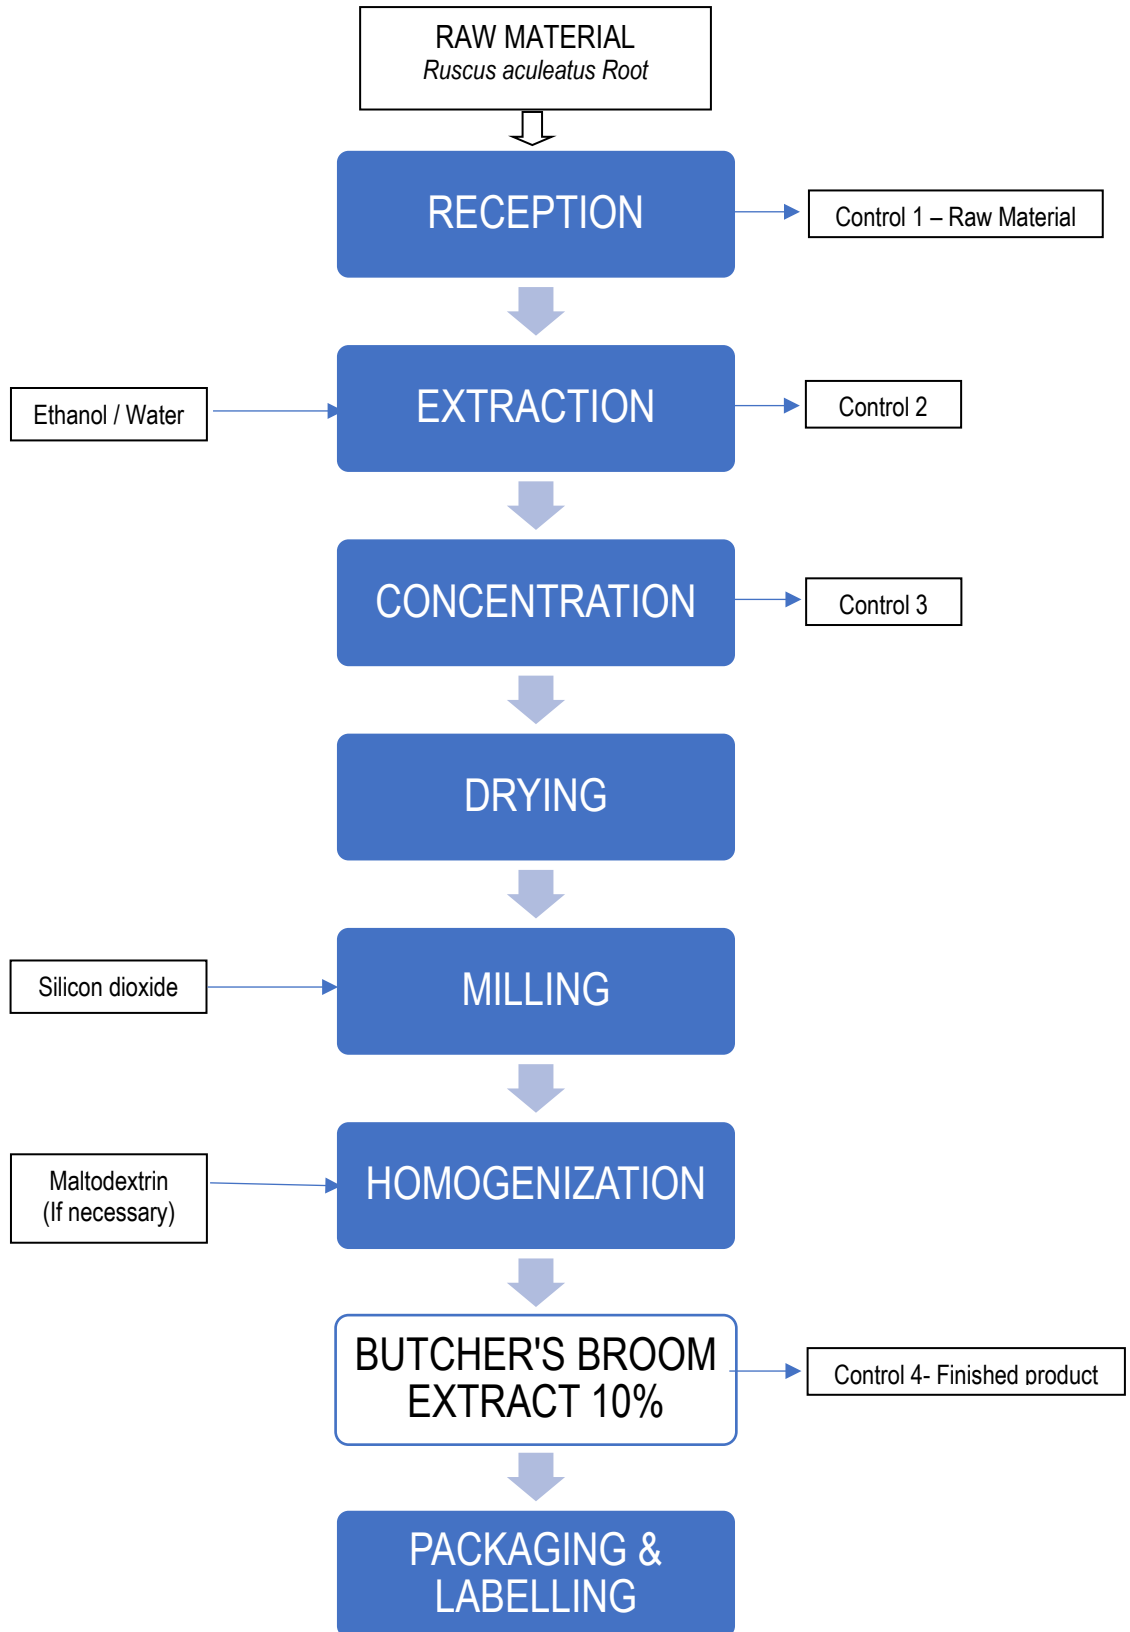 RAW MATERIAL
Ruscus aculeatus Root
RECEPTION
Control 1 – Raw Material
EXTRACTION
Ethanol / Water
Control 2
CONCENTRATION
Control 3
DRYING
Silicon dioxide
MILLING
Maltodextrin
(If necessary)
HOMOGENIZATION
BUTCHER'S BROOM
EXTRACT 10%
Control 4- Finished product
PACKAGING &
LABELLING